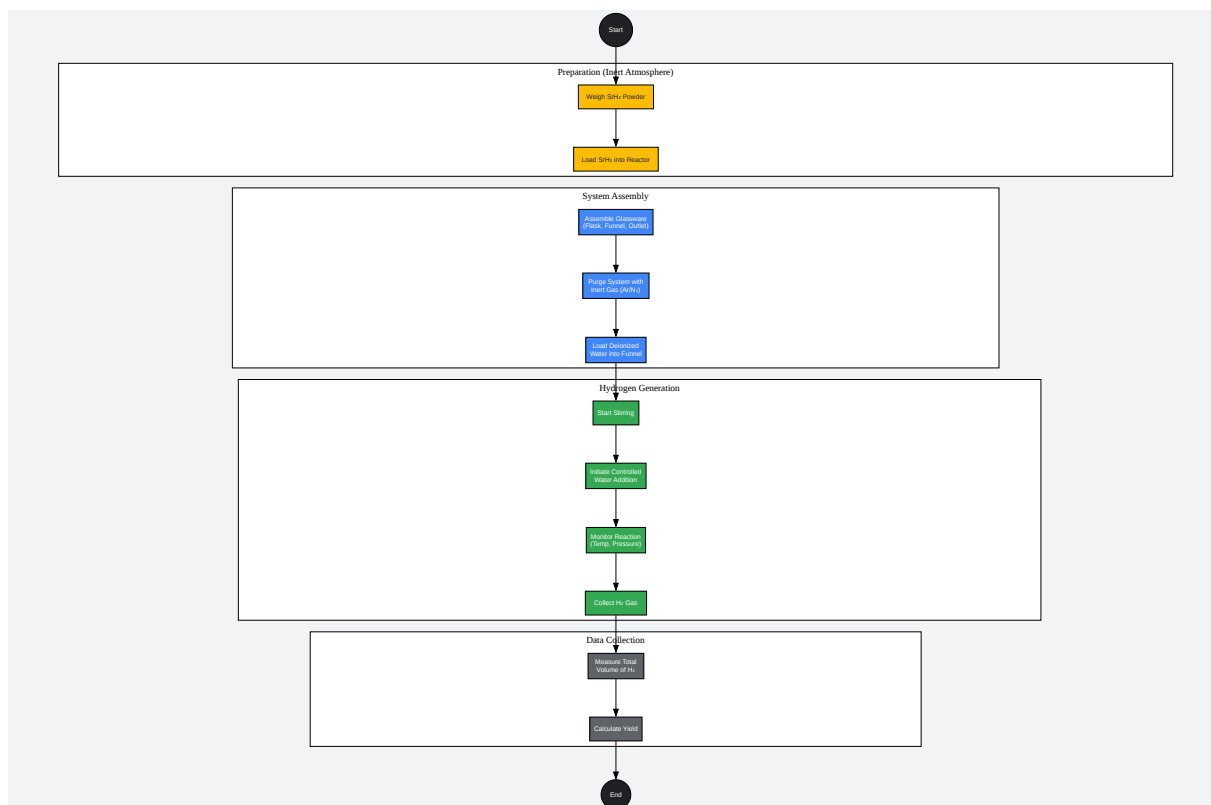 Start
Preparation (Inert Atmosphere)
Weigh SrH₂ Powder
Load SrH₂ into Reactor
System Assembly
Assemble Glassware
(Flask, Funnel, Outlet)
Purge System with
Inert Gas (Ar/N₂)
Load Deionized
Water into Funnel
Hydrogen Generation
Start Stirring
Initiate Controlled
Water Addition
Monitor Reaction
(Temp, Pressure)
Collect H₂ Gas
Data Collection
Measure Total
Volume of H₂
Calculate Yield
End